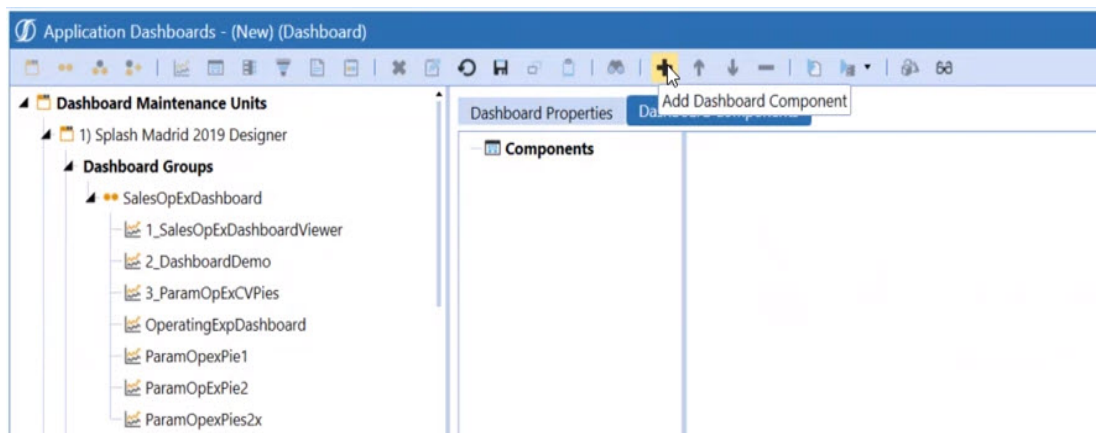 Application Dashboards - (New) (Dashboard)
Add Dashboard Component
Dashboard Maintenance Units
1) Splash Madrid 2019 Designer
Dashboard Groups
SalesOpExDashboard
1_SalesOpExDashboardViewer
2_DashboardDemo
3_ParamOpExCVPies
OperatingExpDashboard
ParamOpexPie1
ParamOpExPie2
ParamOpexPies2x
Dashboard Properties
Components